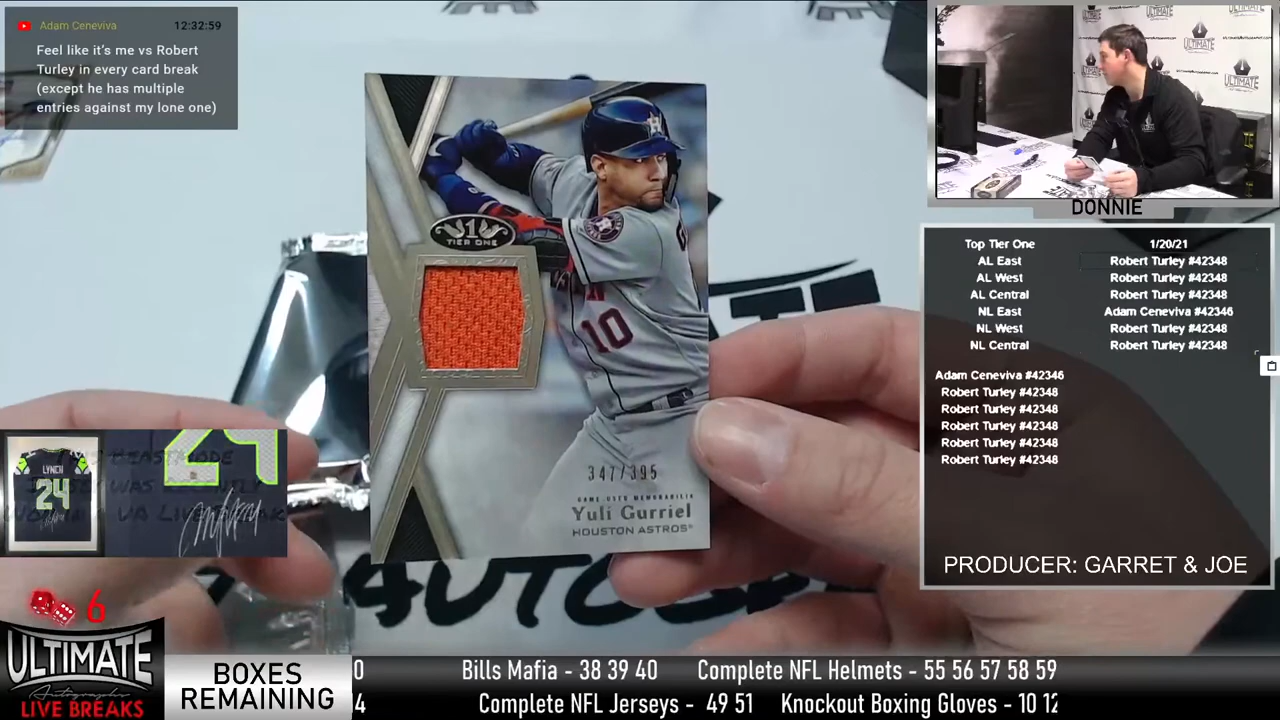 Adam Ceneviva 12:32:59
Feel like it's me vs Robert
Turley in every card break
(except he has multiple
entries against my lone one)
1
TIER ONE
10
347/395
GAME-USED MEMORABILIA
Yuli Gurriel
HOUSTON ASTROS®
ULTIMATE
DONNIE
Top Tier One 1/20/21
AL East Robert Turley #42348
AL West Robert Turley #42348
AL Central Robert Turley #42348
NL East Adam Ceneviva #42346
NL West Robert Turley #42348
NL Central Robert Turley #42348
Adam Ceneviva #42346
Robert Turley #42348
Robert Turley #42348
Robert Turley #42348
Robert Turley #42348
Robert Turley #42348
PRODUCER: GARRET & JOE
LYNCH
24
24
6
ULTIMATE
Autographs
LIVE BREAKS
BOXES
REMAINING
0 Bills Mafia - 38 39 40 Complete NFL Helmets - 55 56 57 58 59
4 Complete NFL Jerseys - 49 51 Knockout Boxing Gloves - 10 12